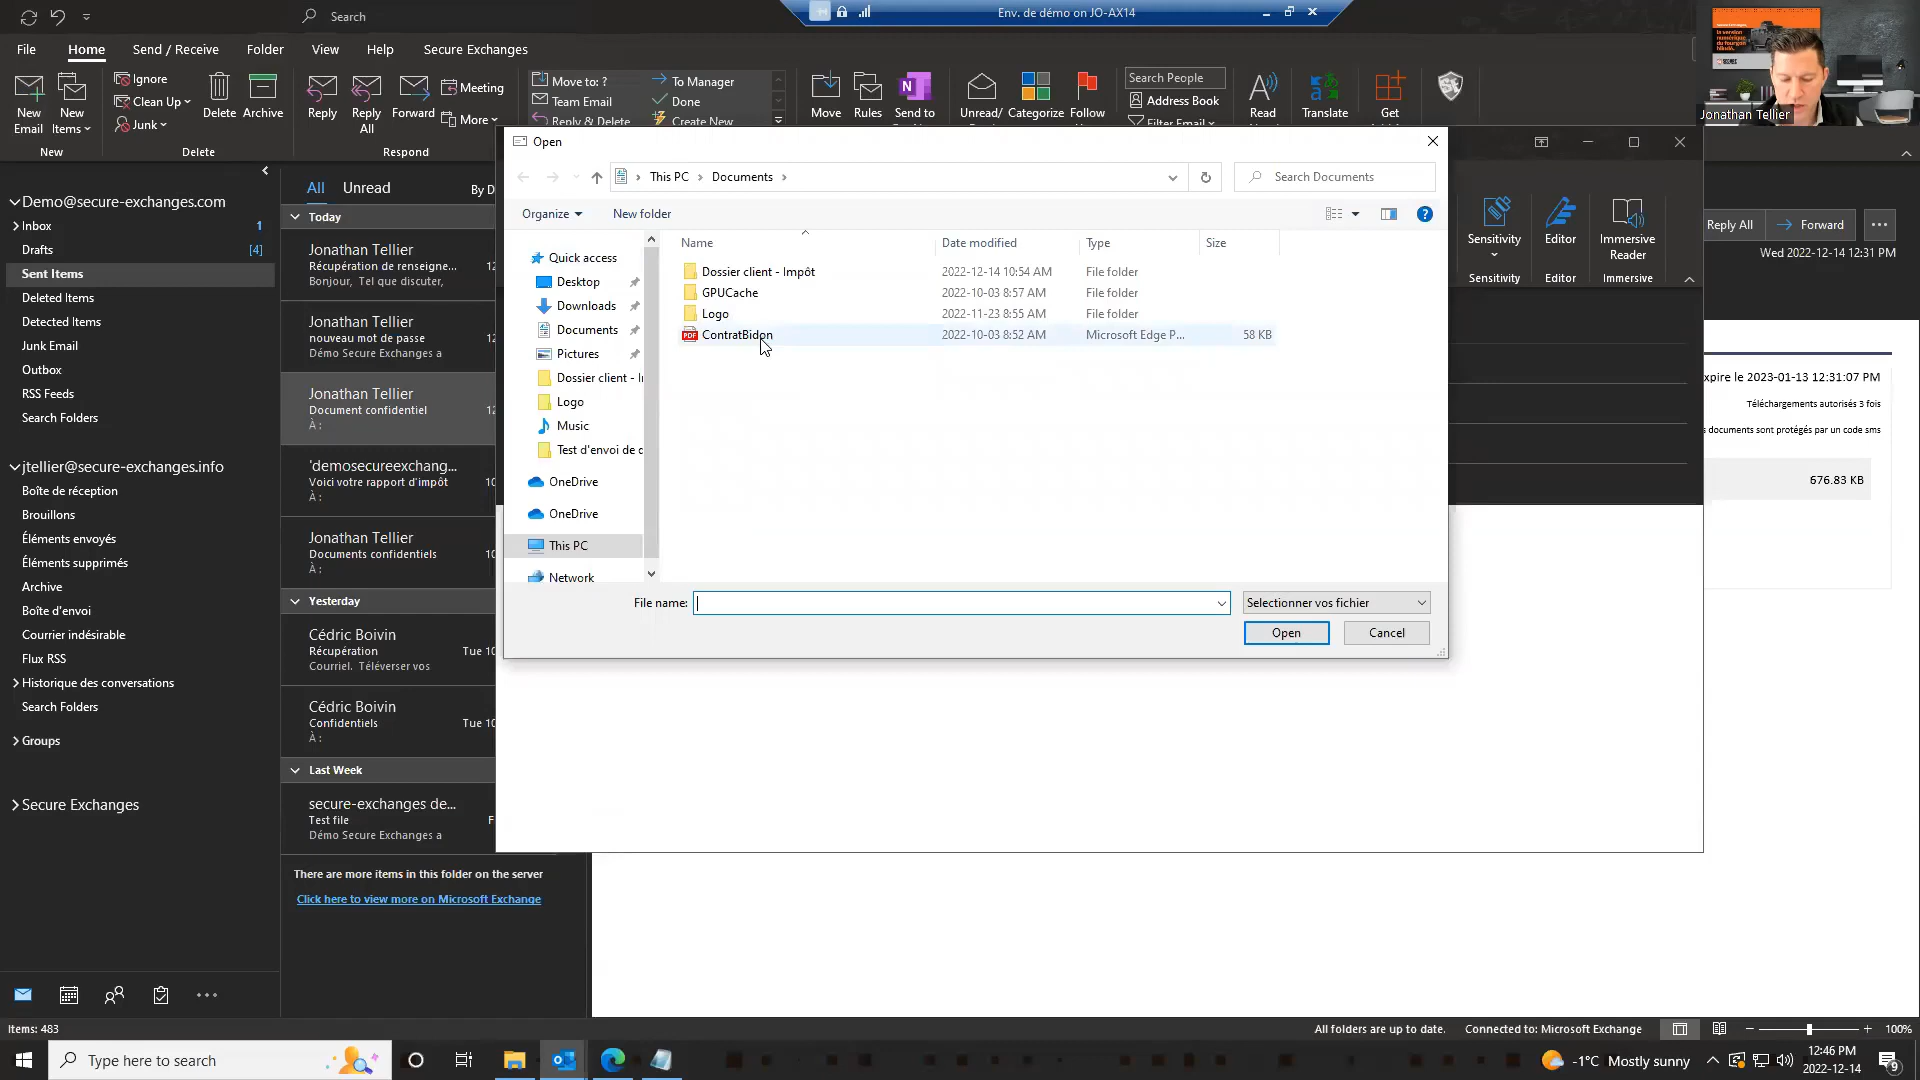 Search
Env. de démo on JO-AX14
File Home Send / Receive Folder View Help Secure Exchanges
New Email
New Items
New
Ignore
Clean Up
Junk
Delete
Archive
Delete
Reply
Reply All
Forward
Meeting
More
Respond
Move to: ?
To Manager
Team Email
Done
Reply & Delete
Create New
Move
Rules
Send to
Unread/
Categorize
Follow
Search People
Address Book
Filter Email
Read
Translate
Get
Jonathan Tellier
Demo@secure-exchanges.com
Inbox 1
Drafts [4]
Sent Items
Deleted Items
Detected Items
Junk Email
Outbox
RSS Feeds
Search Folders
jtellier@secure-exchanges.info
Boîte de réception
Brouillons
Éléments envoyés
Éléments supprimés
Archive
Boîte d'envoi
Courrier indésirable
Flux RSS
Historique des conversations
Search Folders
Groups
Secure Exchanges
All Unread By D
Today
Jonathan Tellier
Récupération de renseigne... 12
Bonjour, Tel que discuter,
Jonathan Tellier
nouveau mot de passe 12
Démo Secure Exchanges a
Jonathan Tellier
Document confidentiel 12
À :
'demosecureexchang...
Voici votre rapport d'impôt 10
À :
Jonathan Tellier
Documents confidentiels 10
À :
Yesterday
Cédric Boivin
Récupération Tue 10
Courriel. Téléverser vos
Cédric Boivin
Confidentiels Tue 10
À :
Last Week
secure-exchanges de...
Test file F
Démo Secure Exchanges a
There are more items in this folder on the server
Click here to view more on Microsoft Exchange
Open
This PC Documents
Search Documents
Organize New folder
Name Date modified Type Size
Quick access
Desktop
Downloads
Documents
Pictures
Dossier client - I
Logo
Music
Test d'envoi de c
OneDrive
OneDrive
This PC
Network
Dossier client - Impôt 2022-12-14 10:54 AM File folder
GPUCache 2022-10-03 8:57 AM File folder
Logo 2022-11-23 8:55 AM File folder
PDF ContratBidon 2022-10-03 8:52 AM Microsoft Edge P... 58 KB
File name:
Selectionner vos fichier
Open Cancel
Sensitivity
Sensitivity
Editor
Editor
Immersive Reader
Immersive
Reply All Forward
Wed 2022-12-14 12:31 PM
xpire le 2023-01-13 12:31:07 PM
Téléchargements autorisés 3 fois
s documents sont protégés par un code sms
676.83 KB
Items: 483
All folders are up to date. Connected to: Microsoft Exchange 100%
Type here to search
-1°C Mostly sunny
12:46 PM
2022-12-14
9